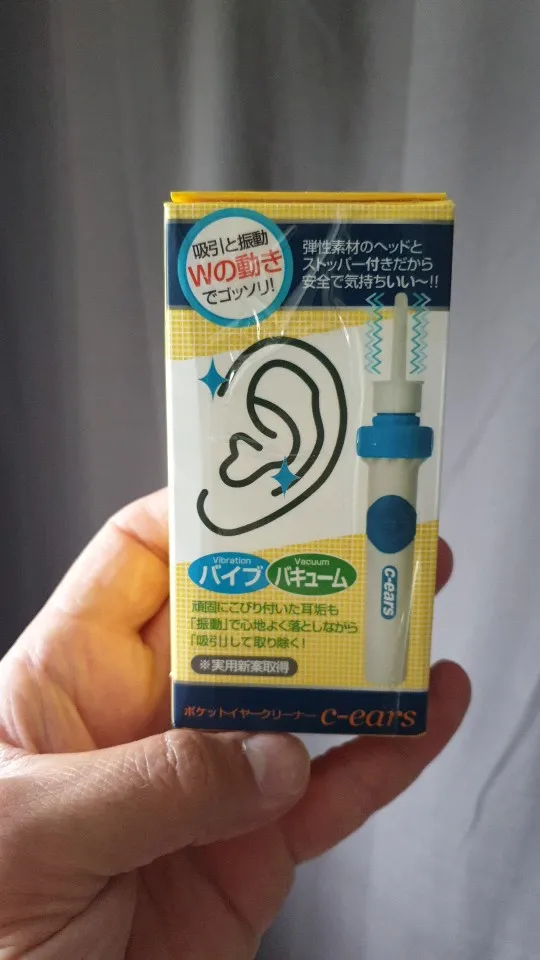 吸引と振動
Wの動き
でゴッソリ!
弾性素材のヘッドと
ストッパー付きだから
安全で気持ちいい〜!!
Vibration
バイブ
Vacuum
バキューム
c-ears
頑固にこびり付いた耳垢も
「振動」で心地よく落としながら
「吸引」して取り除く!
※実用新案取得
ポケットイヤークリーナー c-ears